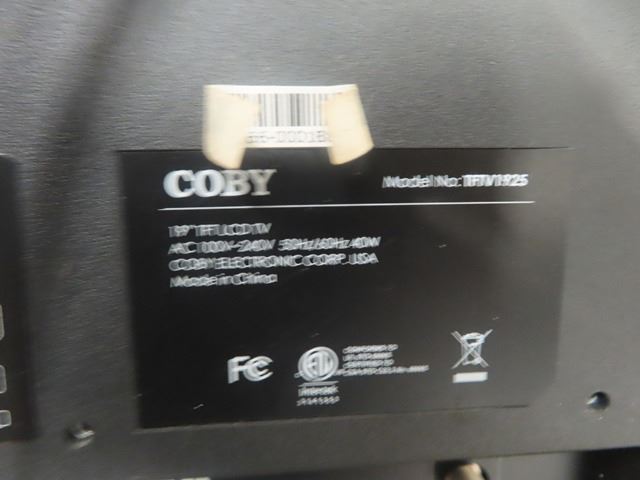 COBY
Model No: TFTV1925
19" TFT LCD TV
AC 100V~240V 50Hz/60Hz 40W
COBY ELECTRONIC CORP. USA
Made in China
FC
Intertek